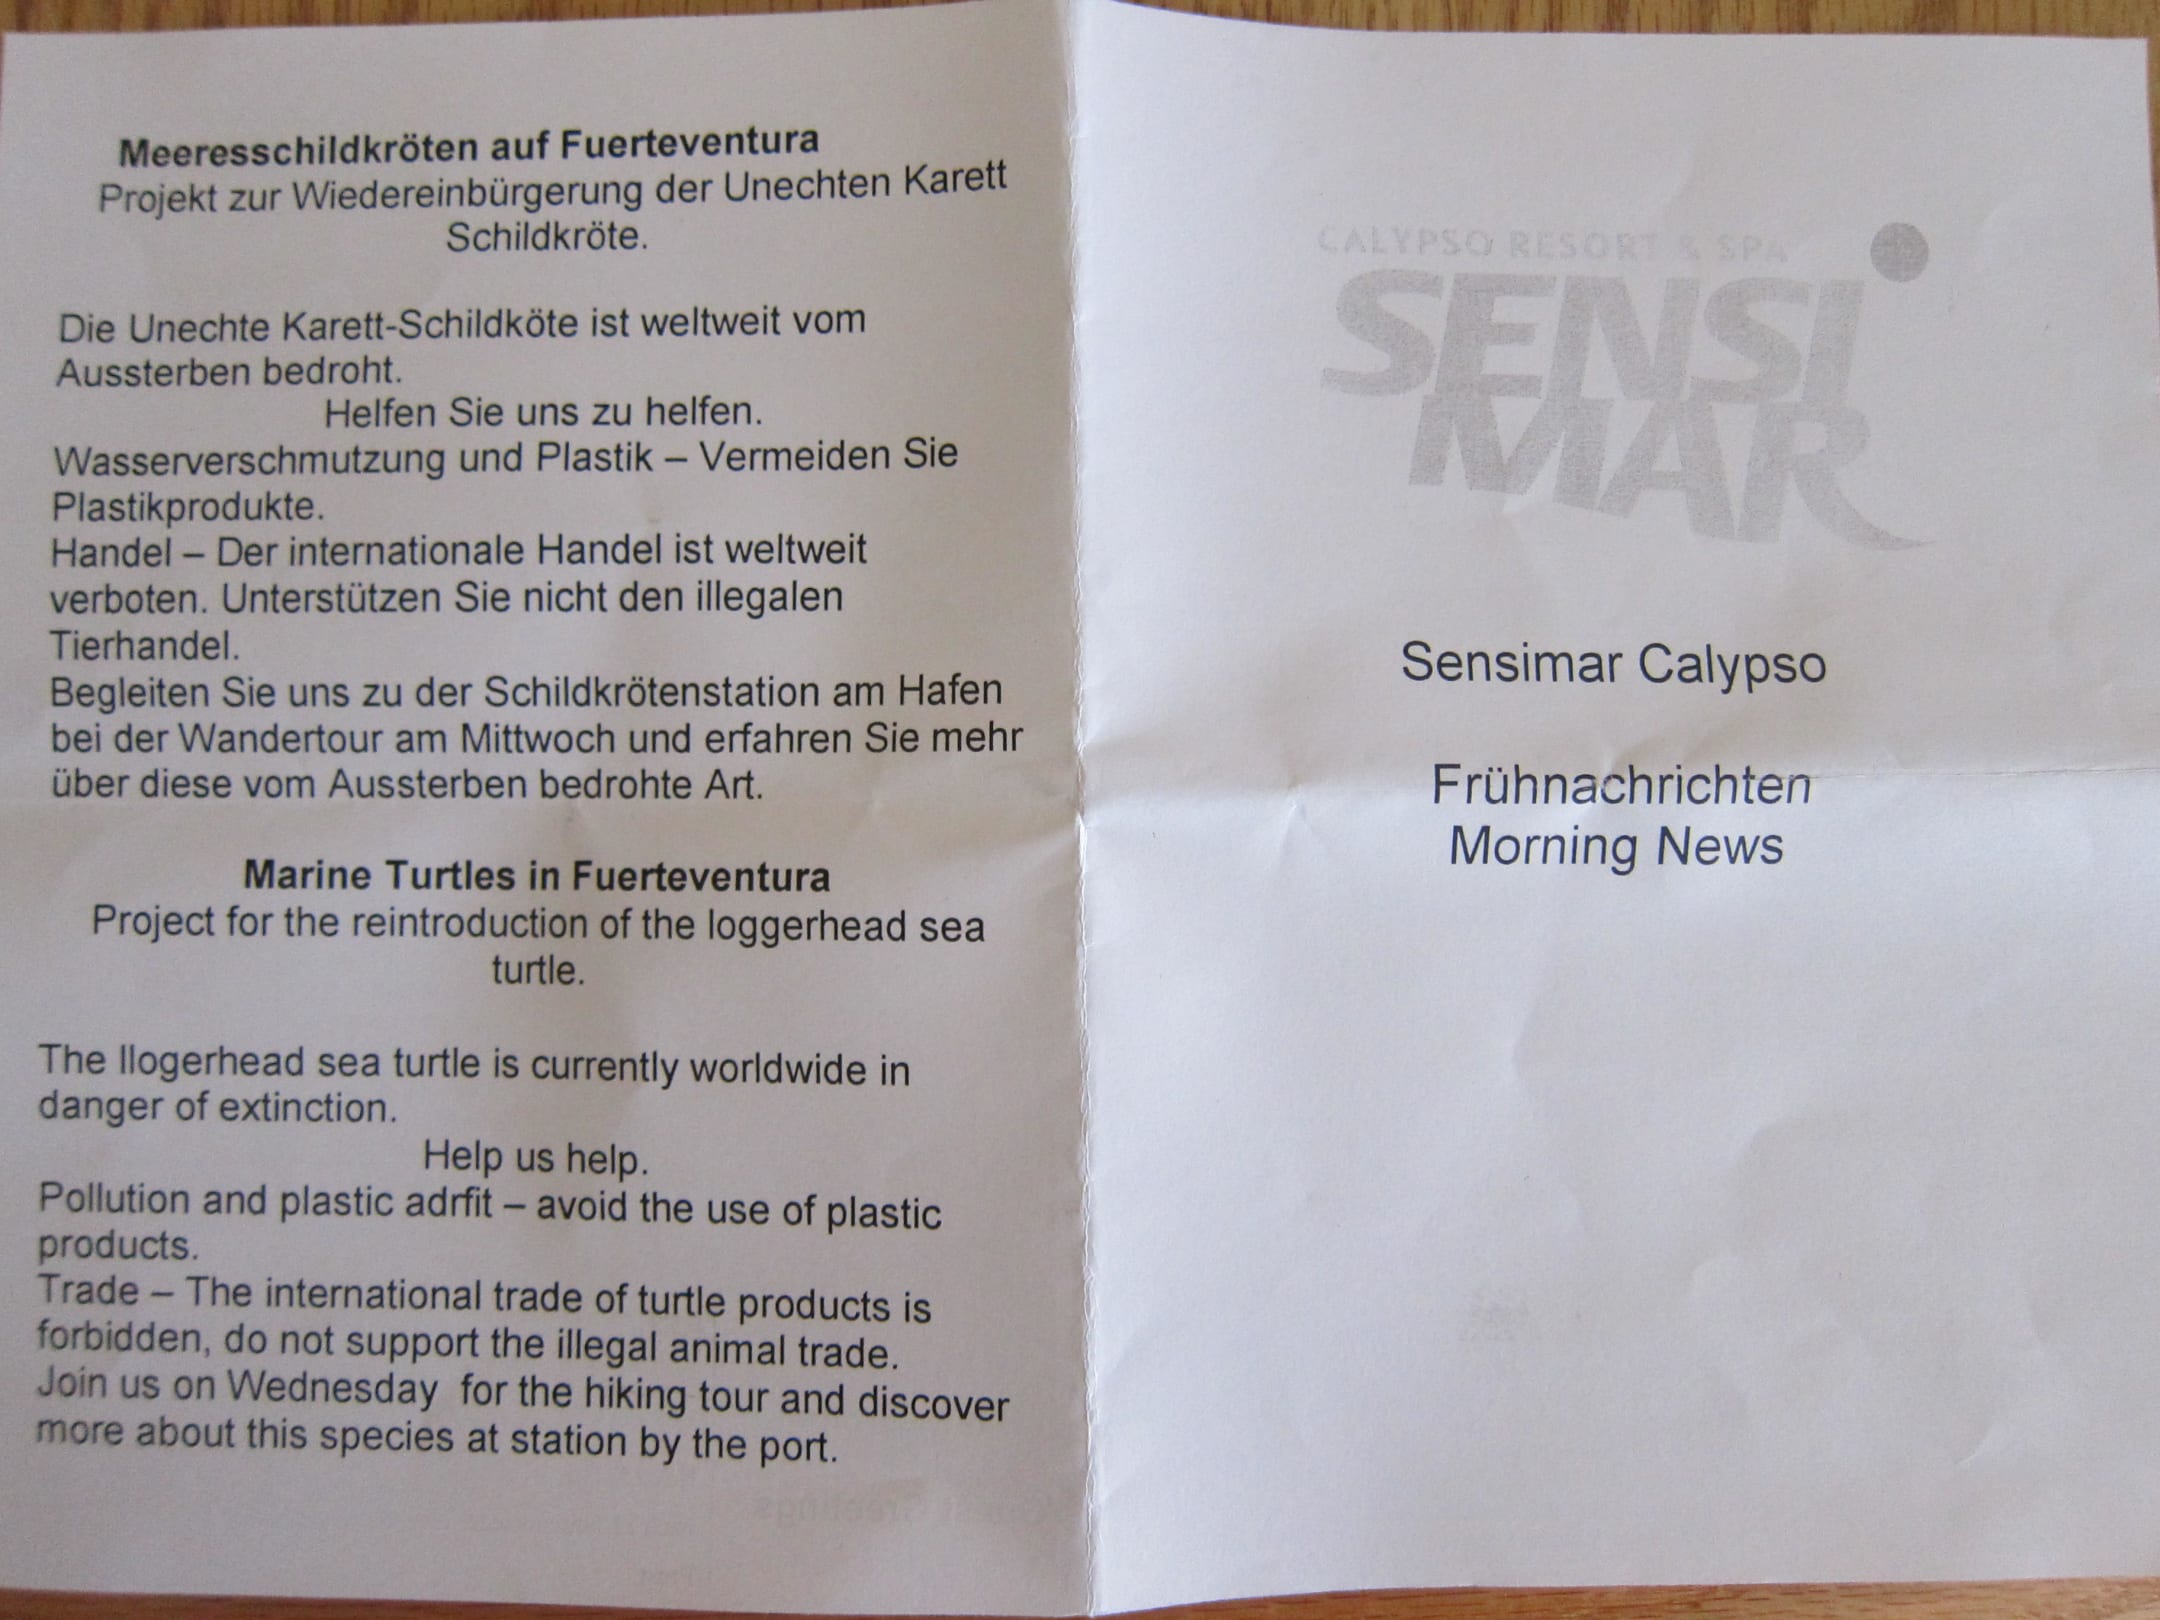 Meeresschildkröten auf Fuerteventura
Projekt zur Wiedereinbürgerung der Unechten Karett
Schildkröte.
Die Unechte Karett-Schildköte ist weltweit vom
Aussterben bedroht.
Helfen Sie uns zu helfen.
Wasserverschmutzung und Plastik – Vermeiden Sie
Plastikprodukte.
Handel – Der internationale Handel ist weltweit
verboten. Unterstützen Sie nicht den illegalen
Tierhandel.
Begleiten Sie uns zu der Schildkrötenstation am Hafen
bei der Wandertour am Mittwoch und erfahren Sie mehr
über diese vom Aussterben bedrohte Art.
Marine Turtles in Fuerteventura
Project for the reintroduction of the loggerhead sea
turtle.
The llogerhead sea turtle is currently worldwide in
danger of extinction.
Help us help.
Pollution and plastic adrfit – avoid the use of plastic
products.
Trade – The international trade of turtle products is
forbidden, do not support the illegal animal trade.
Join us on Wednesday  for the hiking tour and discover
more about this species at station by the port.
CALYPSO RESORT & SPA
SENSI
MAR
Sensimar Calypso
Frühnachrichten
Morning News